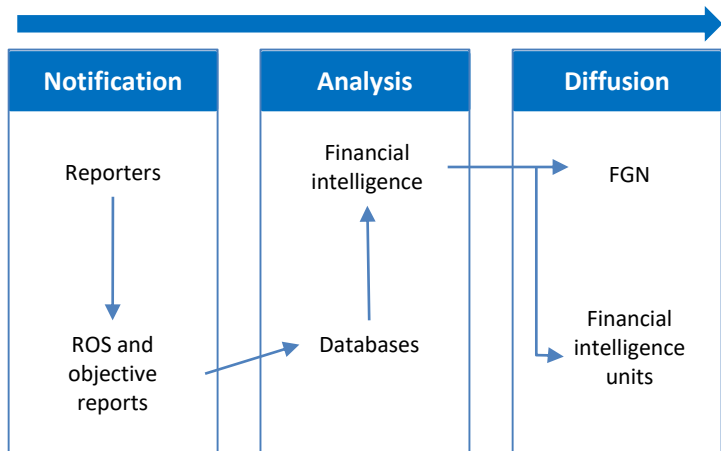 Notification
Reporters
ROS and
objective
reports
Analysis
Financial
intelligence
Databases
Diffusion
FGN
Financial
intelligence
units